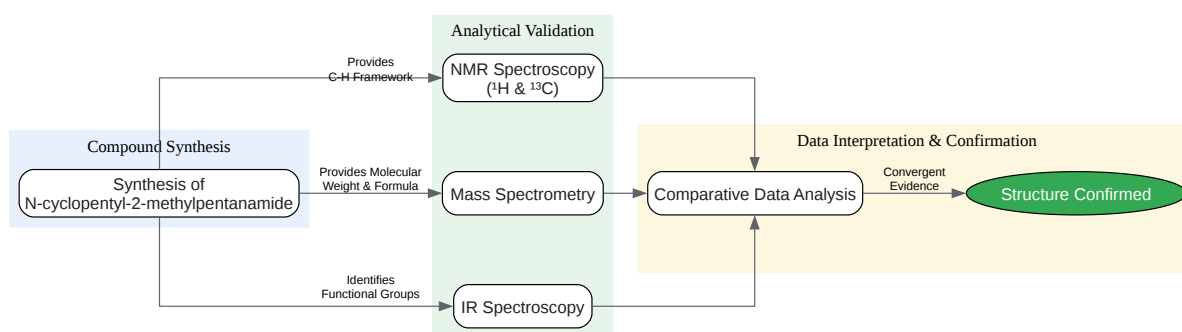 Analytical Validation
Provides
C-H Framework
NMR Spectroscopy
(¹H & ¹³C)
Compound Synthesis
Synthesis of
N-cyclopentyl-2-methylpentanamide
Provides Molecular
Weight & Formula
Mass Spectrometry
Data Interpretation & Confirmation
Comparative Data Analysis
Convergent
Evidence
Structure Confirmed
Identifies
Functional Groups
IR Spectroscopy